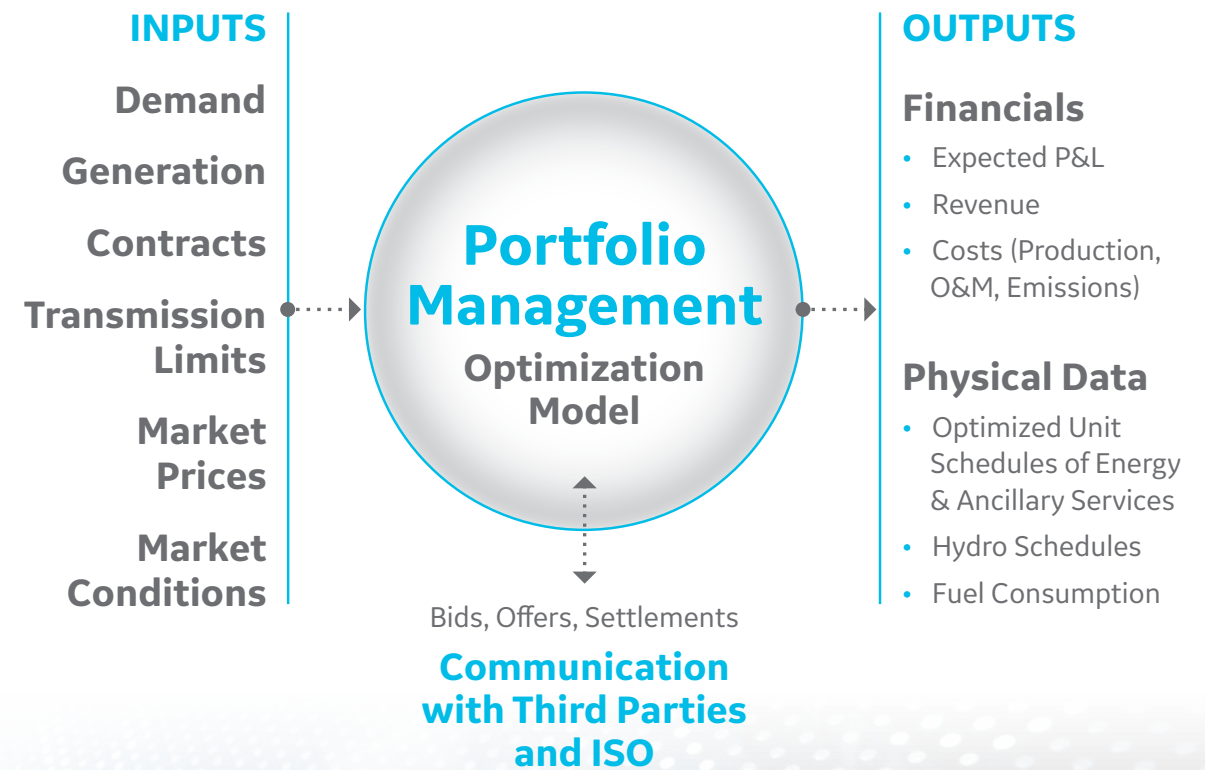 INPUTS
Demand
Generation
Contracts
Transmission
Limits
Market
Prices
Market
Conditions
Portfolio
Management
Optimization
Model
Bids, Offers, Settlements
Communication
with Third Parties
and ISO
OUTPUTS
Financials
• Expected P&L
• Revenue
• Costs (Production,
O&M, Emissions)
Physical Data
• Optimized Unit
Schedules of Energy
& Ancillary Services
• Hydro Schedules
• Fuel Consumption